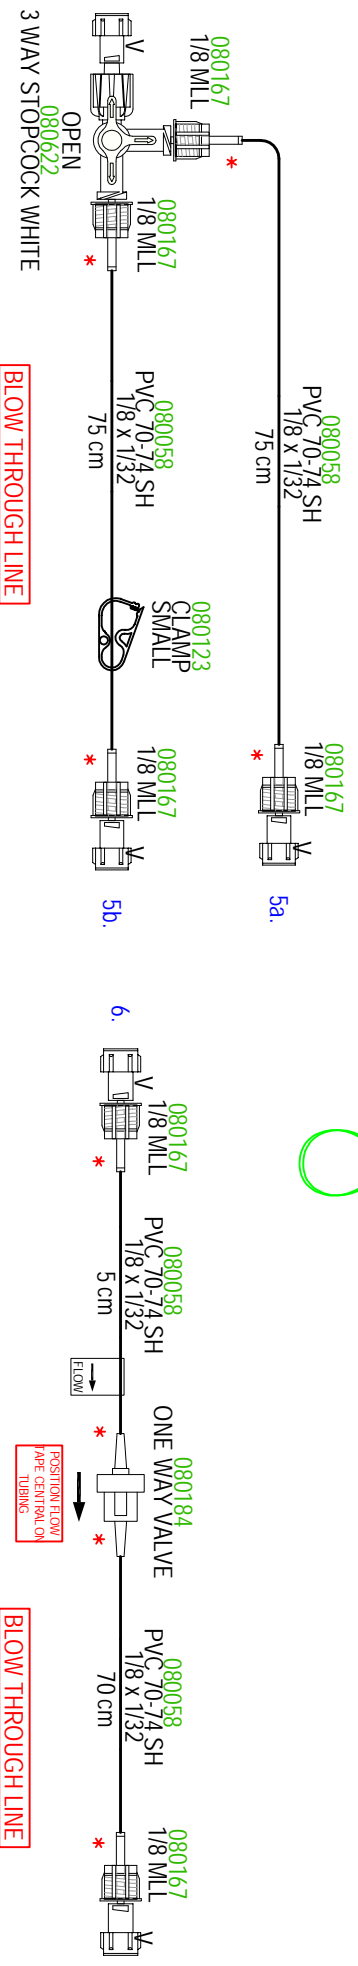 080167
1/8 MLL
080058
PVC 70-74 SH
1/8 x 1/32
75 cm
080167
1/8 MLL
V
5a.
*
*
V
OPEN
080622
3 WAY STOPCOCK WHITE
080167
1/8 MLL
*
080058
PVC 70-74 SH
1/8 x 1/32
75 cm
080123
CLAMP
SMALL
080167
1/8 MLL
*
V
5b.
BLOW THROUGH LINE
6.
V
080167
1/8 MLL
*
080058
PVC 70-74 SH
1/8 x 1/32
5 cm
FLOW
080184
ONE WAY VALVE
*
*
POSITION FLOW
TAPE CENTRAL ON
TUBING
080058
PVC 70-74 SH
1/8 x 1/32
70 cm
080167
1/8 MLL
*
V
BLOW THROUGH LINE